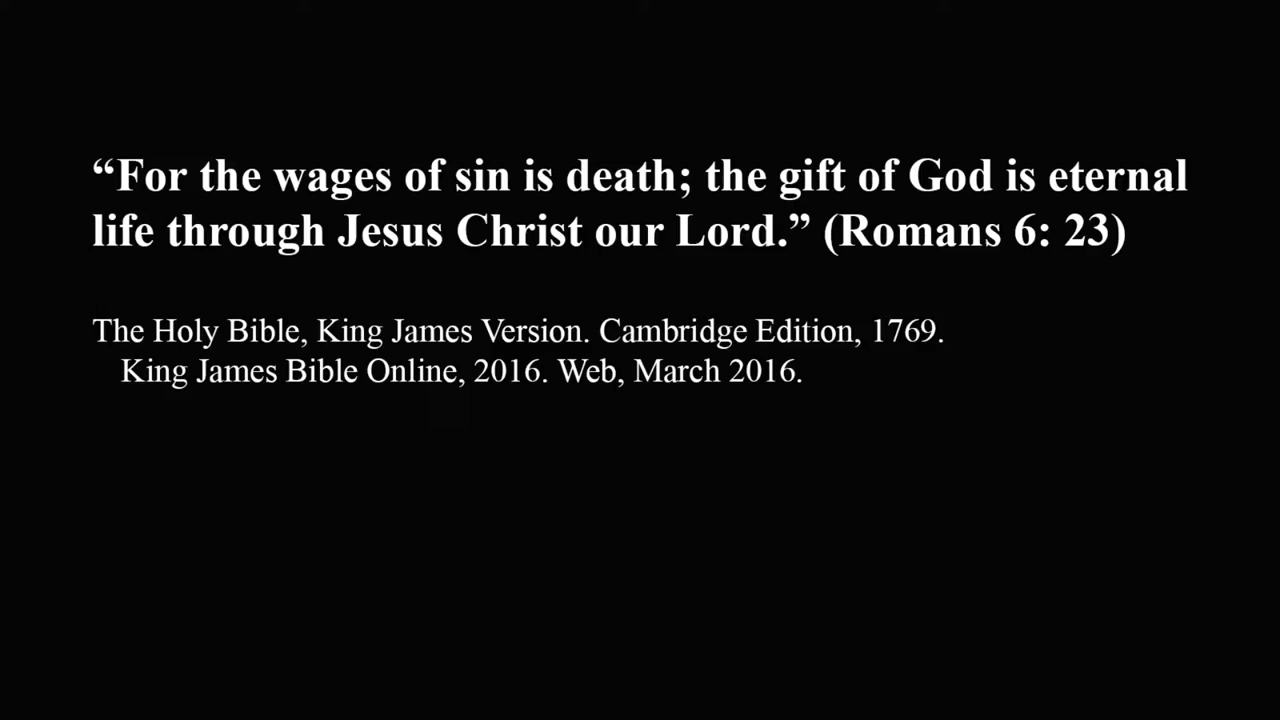 “For the wages of sin is death; the gift of God is eternal
life through Jesus Christ our Lord.” (Romans 6: 23)
The Holy Bible, King James Version. Cambridge Edition, 1769.
King James Bible Online, 2016. Web, March 2016.